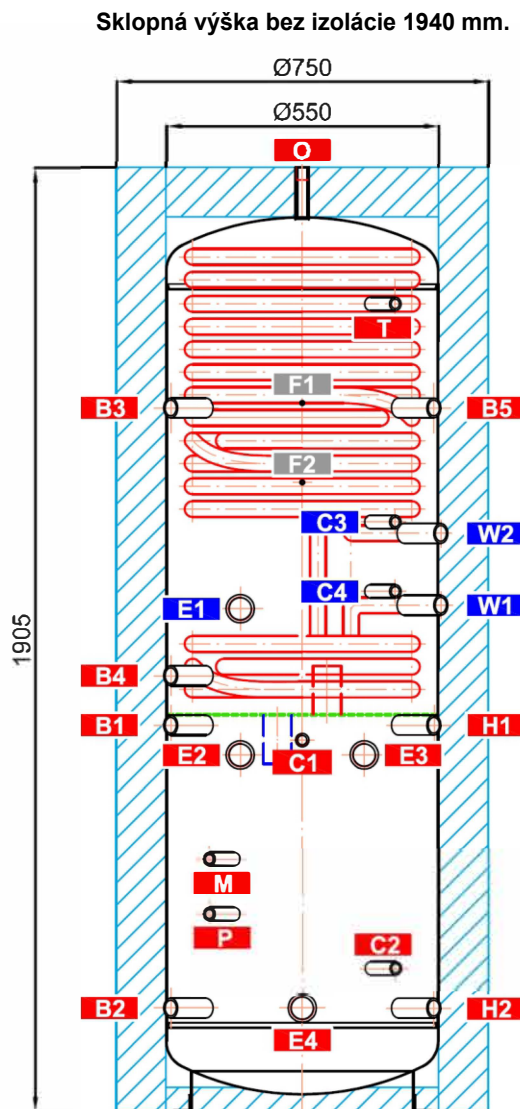 Sklopná výška bez izolácie 1940 mm.
Ø750
Ø550
O
T
F1
B3
B5
F2
C3
W2
C4
E1
W1
1905
B4
B1
H1
E2
C1
E3
M
P
C2
B2
H2
E4